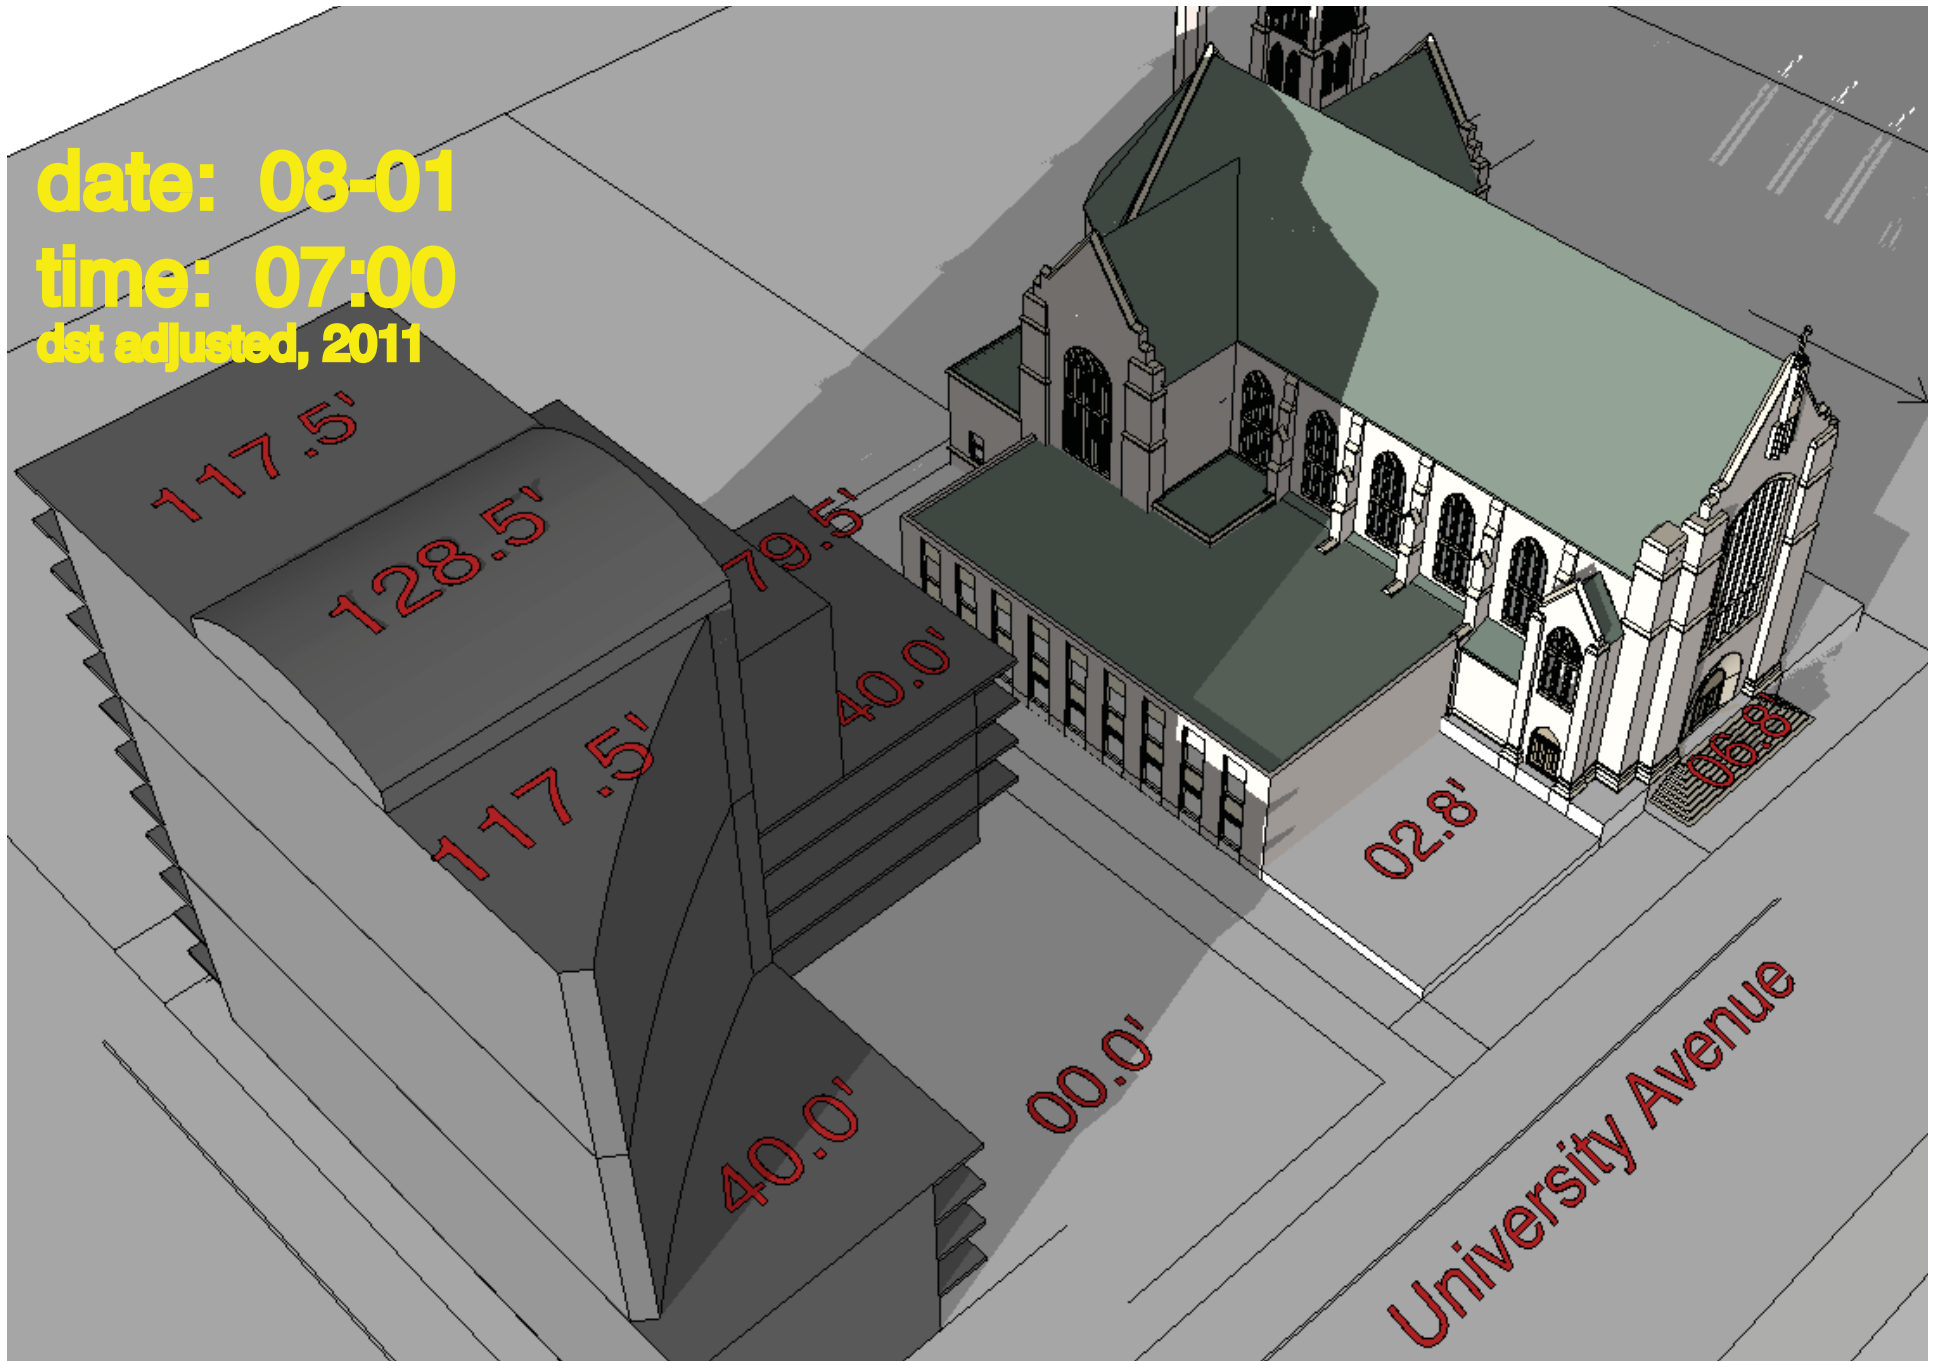 date: 08-01
time: 07:00
dst adjusted, 2011
117.5'
128.5'
79.5'
117.5'
40.0'
06.8'
02.8'
00.0'
40.0'
University Avenue